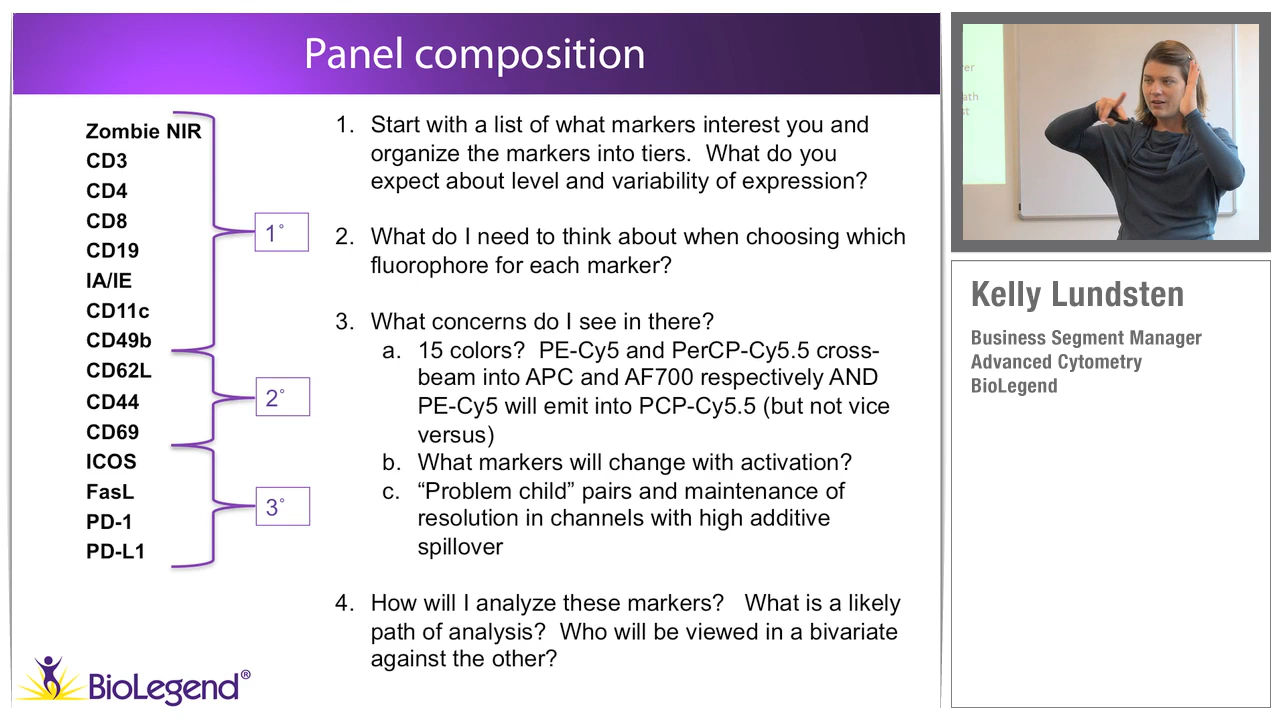 Panel composition
Zombie NIR
CD3
CD4
CD8
CD19
IA/IE
CD11c
CD49b
CD62L
CD44
CD69
ICOS
FasL
PD-1
PD-L1
1°
2°
3°
1. Start with a list of what markers interest you and
organize the markers into tiers. What do you
expect about level and variability of expression?
2. What do I need to think about when choosing which
fluorophore for each marker?
3. What concerns do I see in there?
a. 15 colors? PE-Cy5 and PerCP-Cy5.5 cross-
beam into APC and AF700 respectively AND
PE-Cy5 will emit into PCP-Cy5.5 (but not vice
versus)
b. What markers will change with activation?
c. “Problem child” pairs and maintenance of
resolution in channels with high additive
spillover
4. How will I analyze these markers? What is a likely
path of analysis? Who will be viewed in a bivariate
against the other?
BioLegend®
Kelly Lundsten
Business Segment Manager
Advanced Cytometry
BioLegend